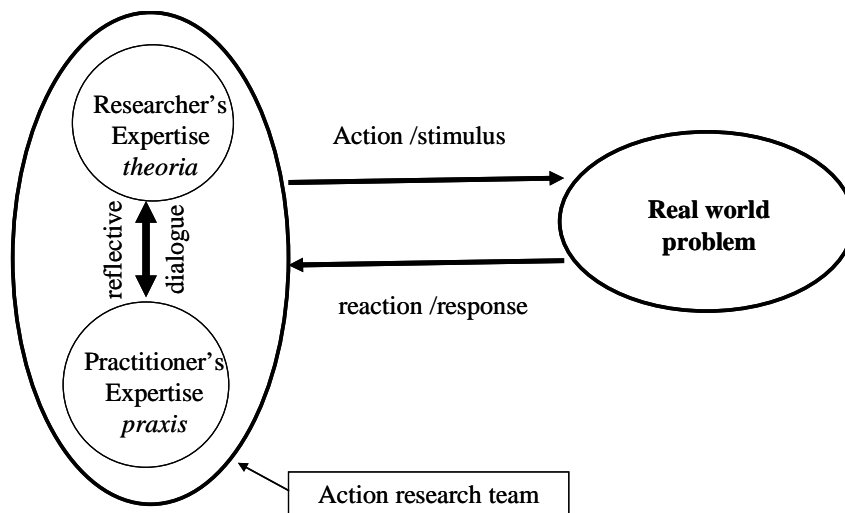 Researcher's
Expertise
theoria
reflective
dialogue
Practitioner's
Expertise
praxis
Action /stimulus
reaction /response
Real world
problem
Action research team